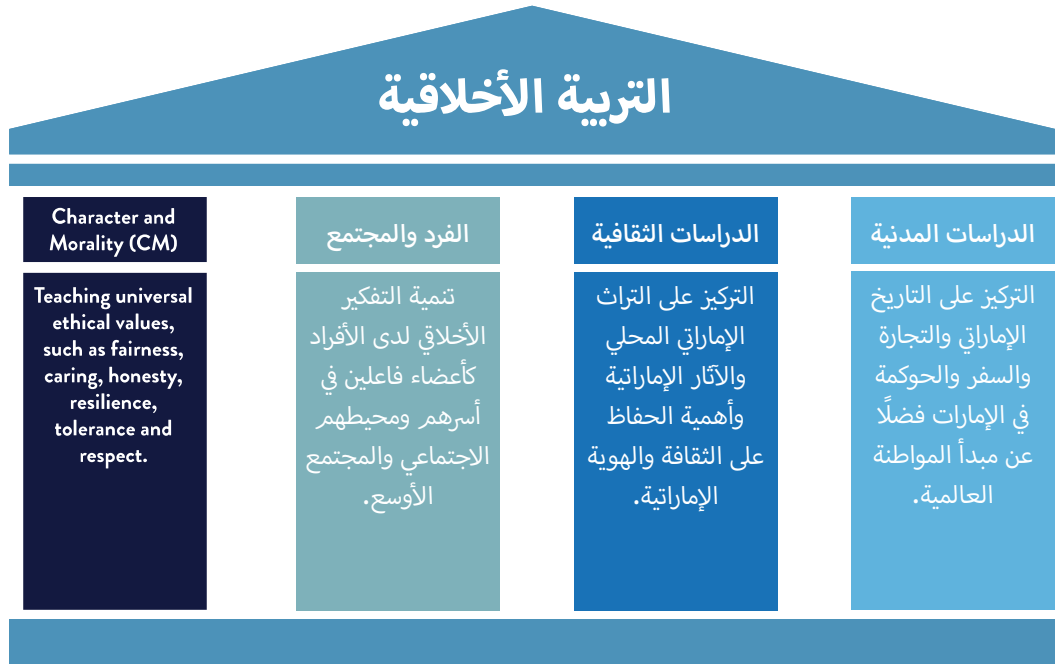 التربية الأخلاقية
الدراسات المدنية
التركيز على التاريخ
الإماراتي والتجارة
والسفر والحوكمة
في الإمارات فضلًا
عن مبدأ المواطنة
العالمية.
الدراسات الثقافية
التركيز على التراث
الإماراتي المحلي
والآثار الإماراتية
وأهمية الحفاظ
على الثقافة والهوية
الإماراتية.
الفرد والمجتمع
تنمية التفكير
الأخلاقي لدى الأفراد
كأعضاء فاعلين في
أسرهم ومحيطهم
الاجتماعي والمجتمع
الأوسع.
Character and
Morality (CM)
Teaching universal
ethical values,
such as fairness,
caring, honesty,
resilience,
tolerance and
respect.